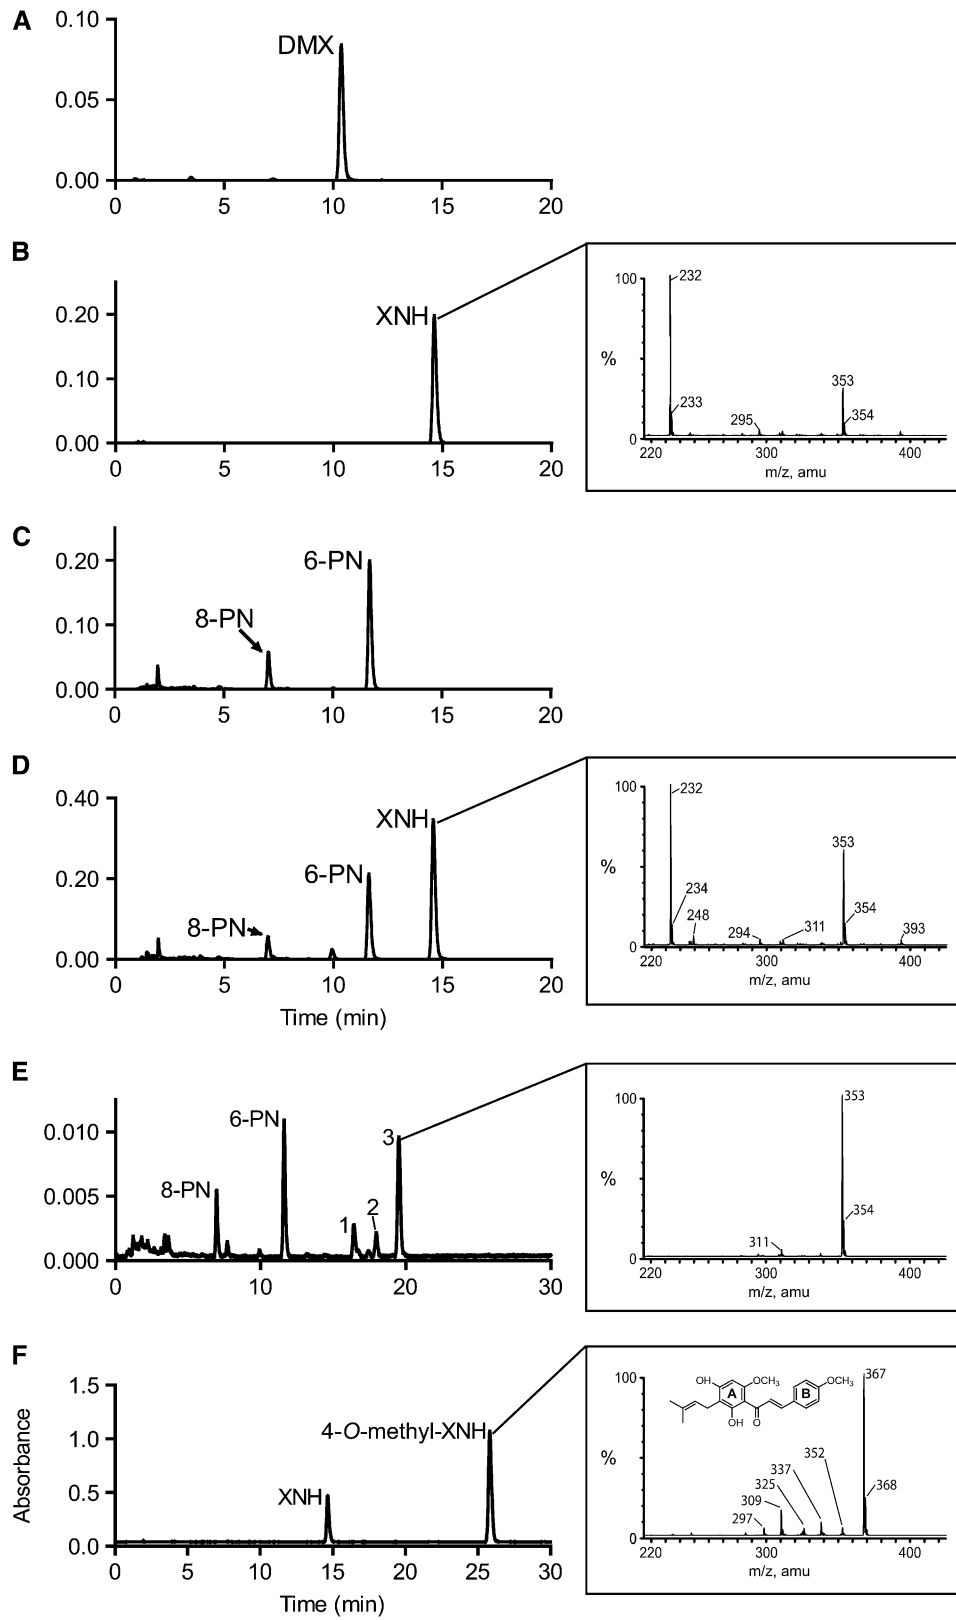 A
0.10
DMX
0.05
0.00
0 5 10 15 20
B
0.20
XNH
0.10
0.00
0 5 10 15 20
100
232
%
233
353
354
295
0
220 300 400
m/z, amu
C
0.20
6-PN
8-PN
0.10
0.00
0 5 10 15 20
D
0.40
XNH
6-PN
0.20
8-PN
0.00
0 5 10 15 20
Time (min)
100
232
353
%
234
248
354
294
311
393
0
220 300 400
m/z, amu
E
6-PN
0.010
3
8-PN
0.005
1
2
0.000
0 10 20 30
100
353
%
354
311
0
220 300 400
m/z, amu
F
1.5
4-O-methyl-XNH
1.0
XNH
0.5
0.0
Absorbance
0 5 10 15 20 25 30
Time (min)
100
367
OH
A
OCH3
B
OCH3
OH
O
%
352
337
325
368
309
297
0
220 300 400
m/z, amu